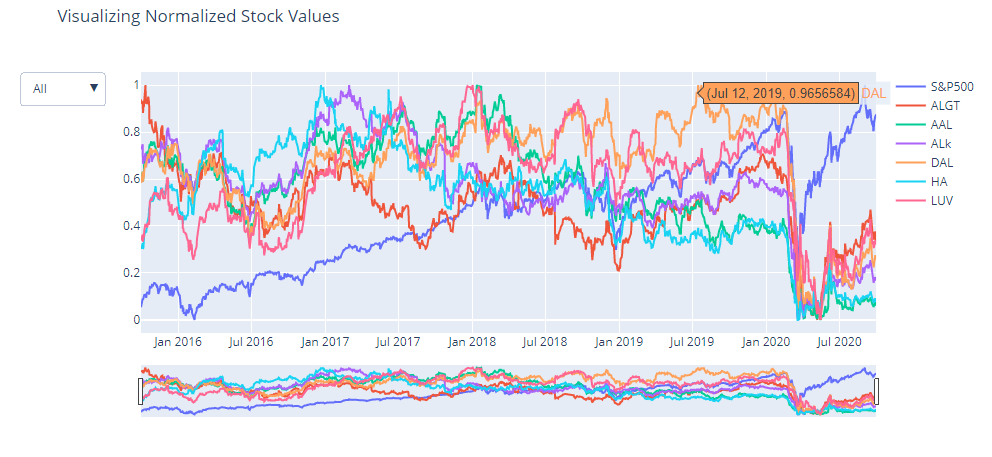 Visualizing Normalized Stock Values
All ▼
1
0.8
0.6
0.4
0.2
0
(Jul 12, 2019, 0.9656584) DAL
Jan 2016 Jul 2016 Jan 2017 Jul 2017 Jan 2018 Jul 2018 Jan 2019 Jul 2019 Jan 2020 Jul 2020
S&P500
ALGT
AAL
ALk
DAL
HA
LUV